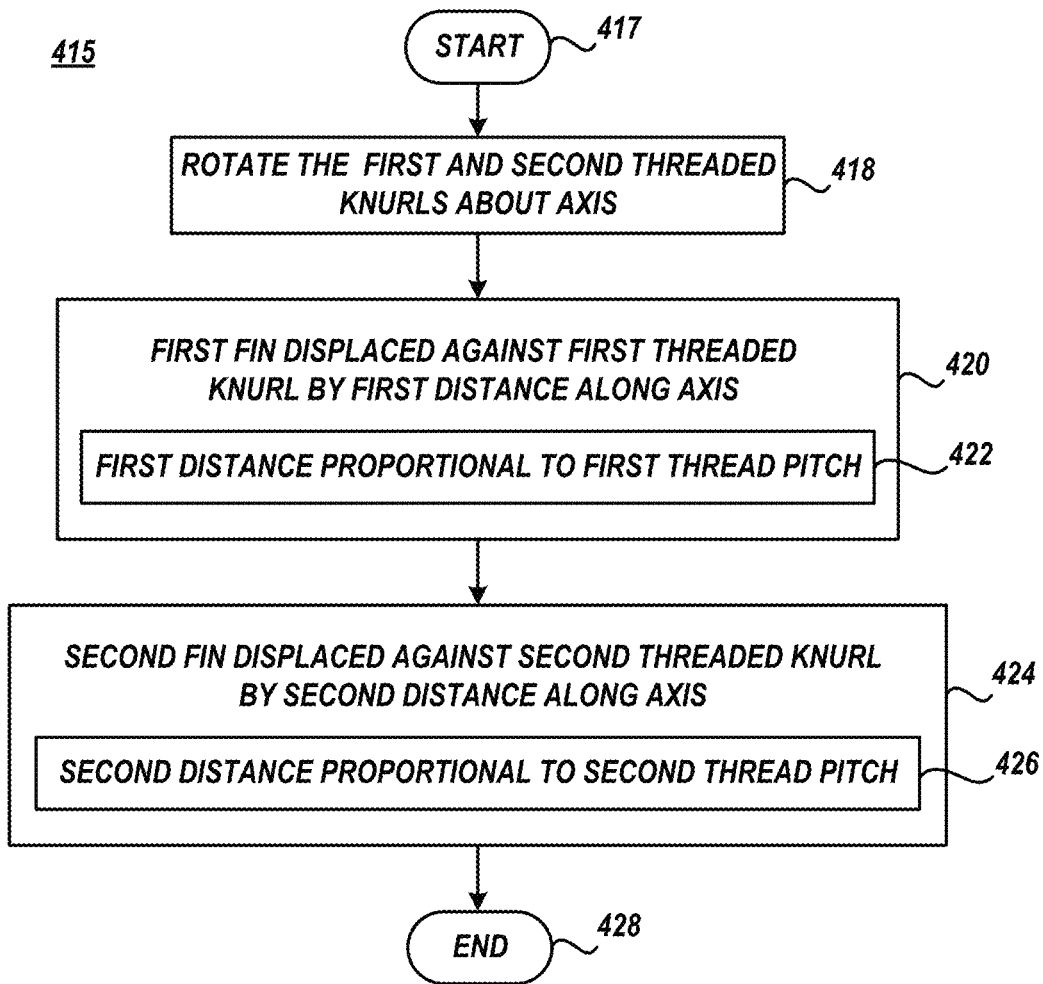 415
START
417
ROTATE THE FIRST AND SECOND THREADED
KNURLS ABOUT AXIS
418
FIRST FIN DISPLACED AGAINST FIRST THREADED
KNURL BY FIRST DISTANCE ALONG AXIS
420
FIRST DISTANCE PROPORTIONAL TO FIRST THREAD PITCH
422
SECOND FIN DISPLACED AGAINST SECOND THREADED KNURL
BY SECOND DISTANCE ALONG AXIS
424
SECOND DISTANCE PROPORTIONAL TO SECOND THREAD PITCH
426
END
428